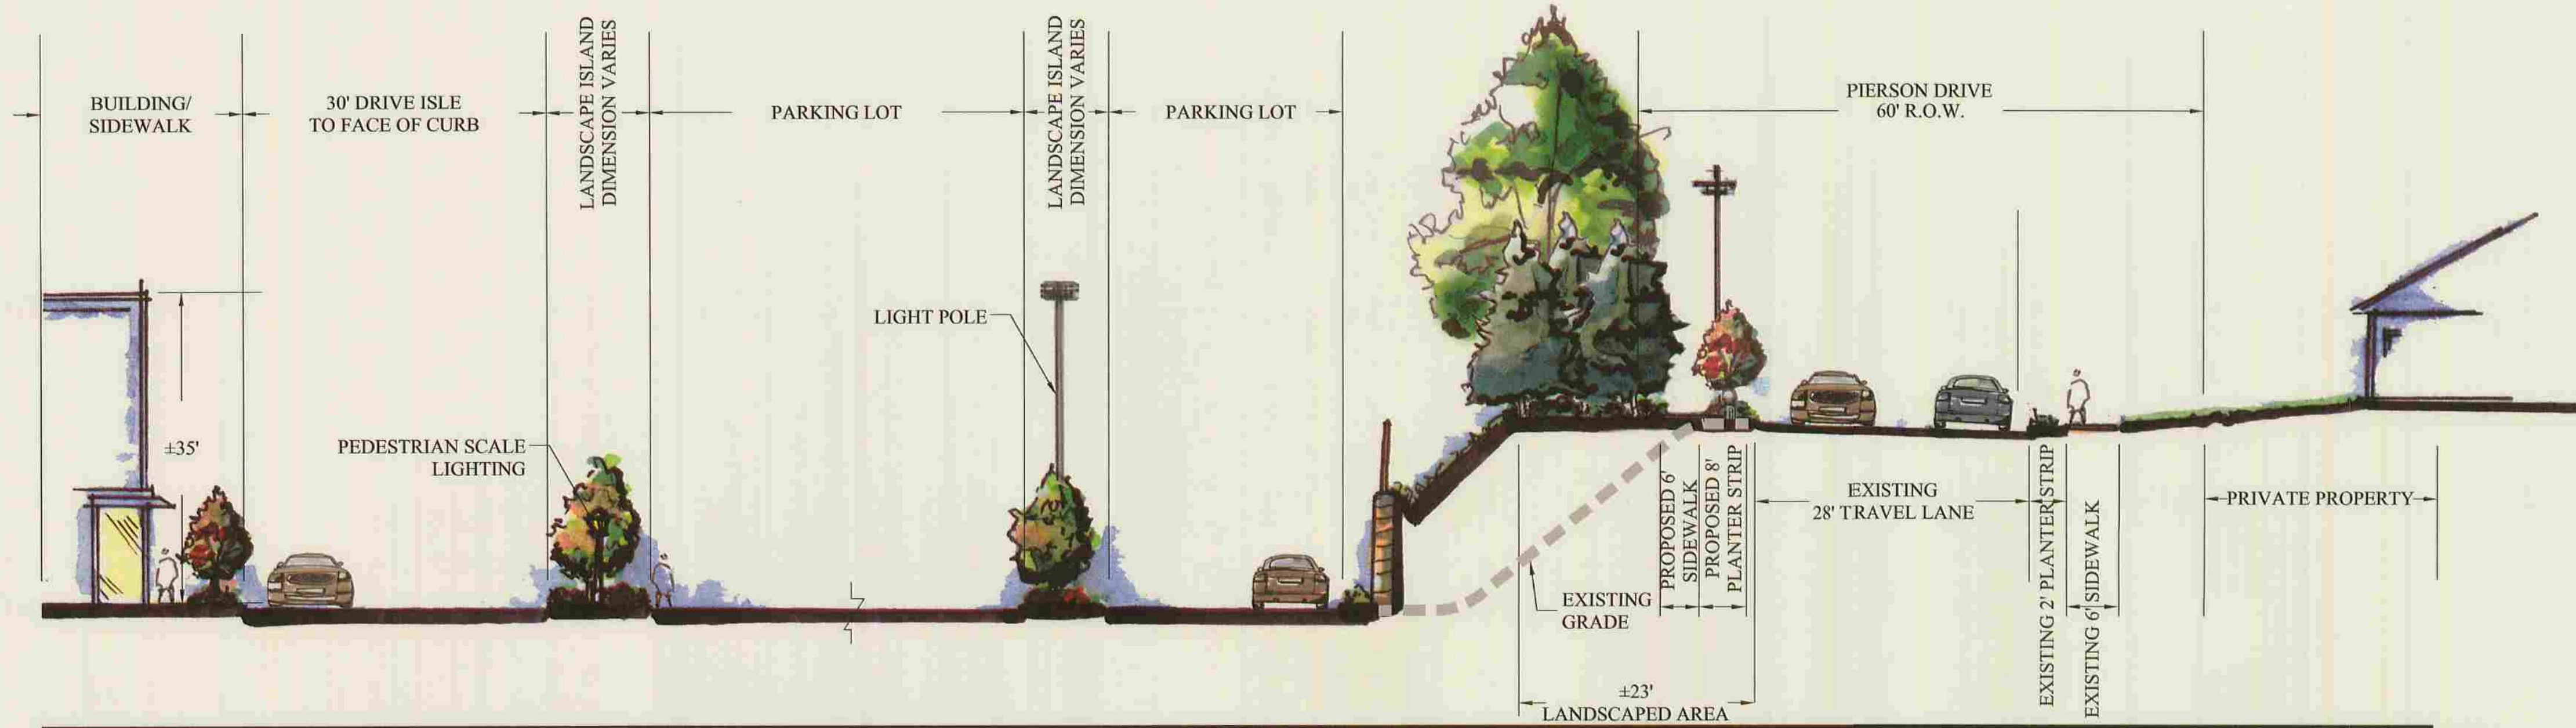 BUILDING/
SIDEWALK
30' DRIVE ISLE
TO FACE OF CURB
LANDSCAPE ISLAND
DIMENSION VARIES
PARKING LOT
LANDSCAPE ISLAND
DIMENSION VARIES
PARKING LOT
PIERSON DRIVE
60' R.O.W.
LIGHT POLE
±35'
PEDESTRIAN SCALE
LIGHTING
EXISTING
GRADE
PROPOSED 6'
SIDEWALK
PROPOSED 8'
PLANTER STRIP
EXISTING
28' TRAVEL LANE
EXISTING 2' PLANTER STRIP
EXISTING 6' SIDEWALK
PRIVATE PROPERTY
±23'
LANDSCAPED AREA